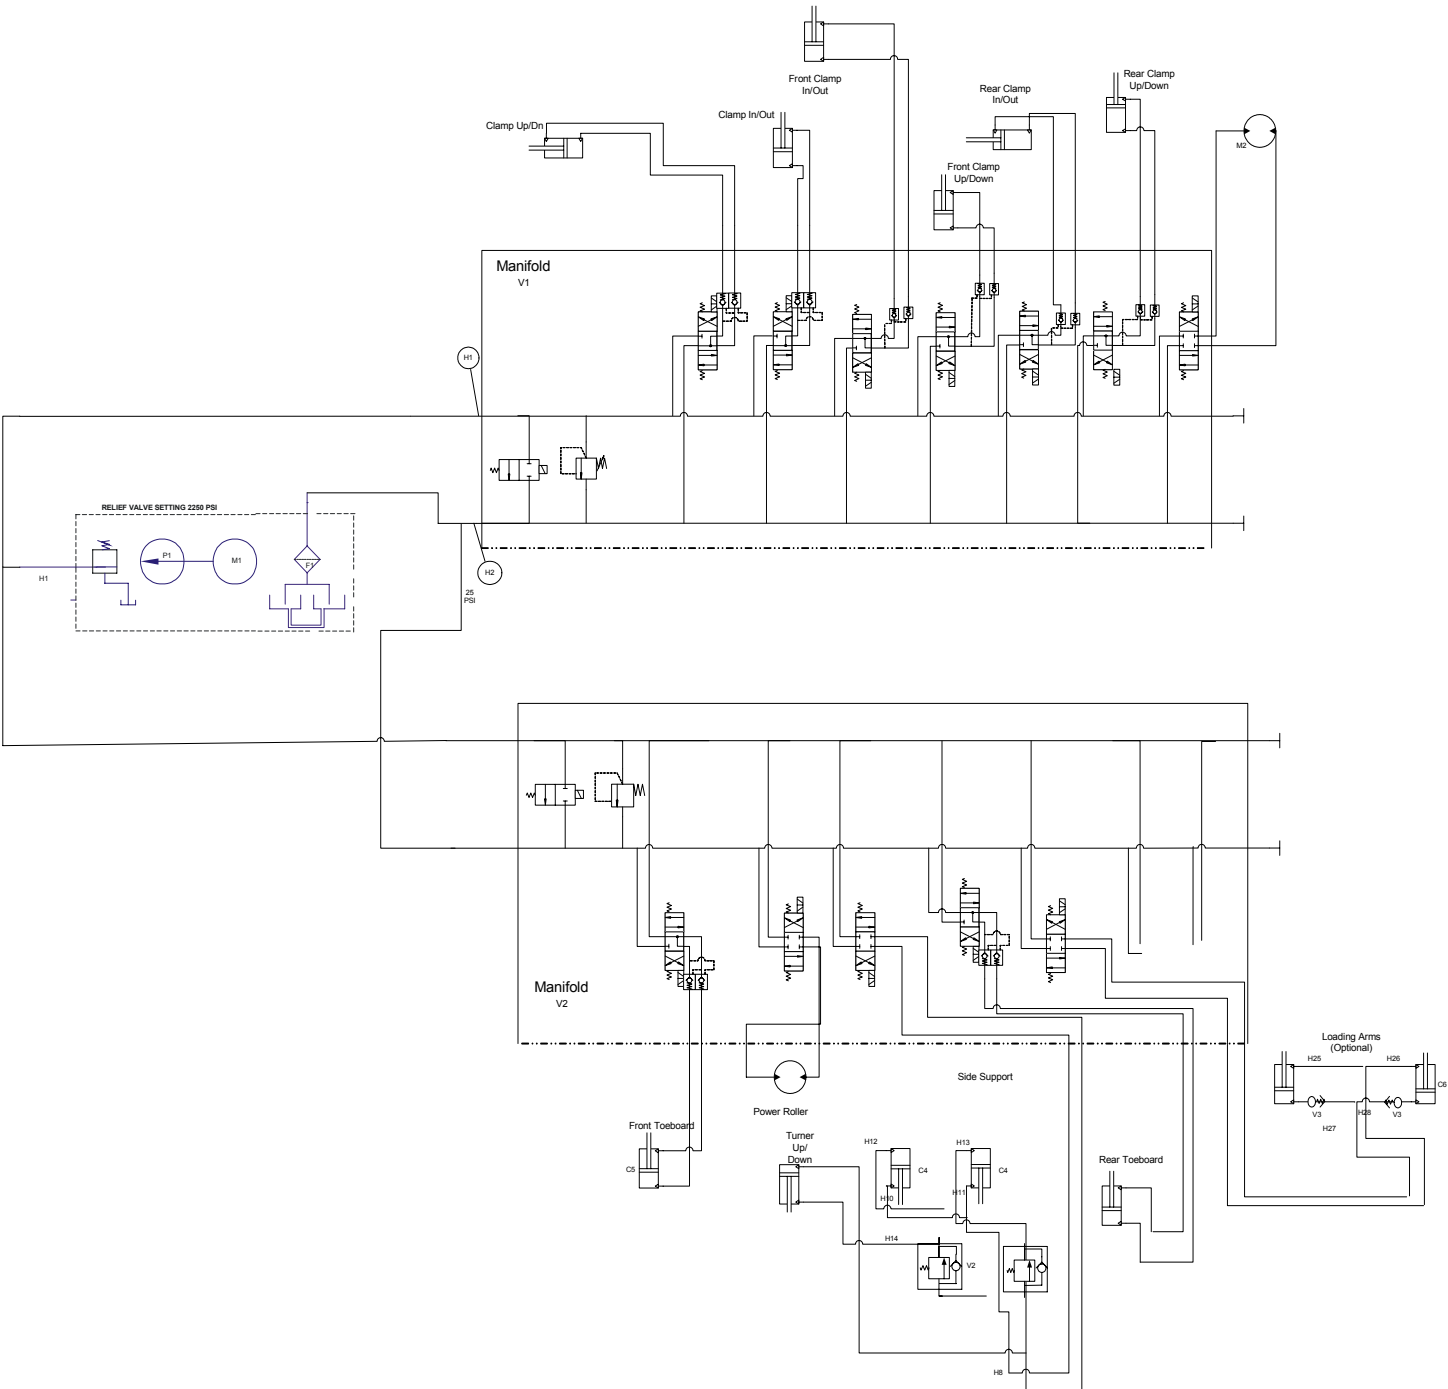 Front Clamp
In/Out
Rear Clamp
Up/Down
Rear Clamp
In/Out
Clamp In/Out
Clamp Up/Dn
M2
Front Clamp
Up/Down
Manifold
V1
H1
RELIEF VALVE SETTING 2250 PSI
P1
M1
F1
H1
H2
25
PSI
Manifold
V2
Loading Arms
(Optional)
H25
H26
C6
V3
H28
V3
H27
Side Support
Power Roller
Front Toeboard
Turner
Up/
Down
H12
H13
C5
C4
C4
Rear Toeboard
H10
H11
H14
V2
H8